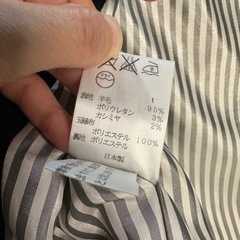 表地 羊毛 95%
ポリウレタン 3%
カシミヤ 2%
ポリエステル
裏地 ポリエステル 100%
日本製